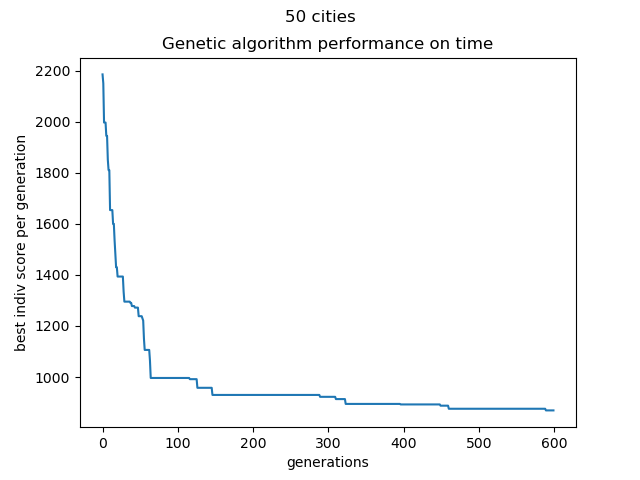 50 cities
Genetic algorithm performance on time
2200
2000
1800
1600
1400
1200
1000
best indiv score per generation
0 100 200 300 400 500 600
generations